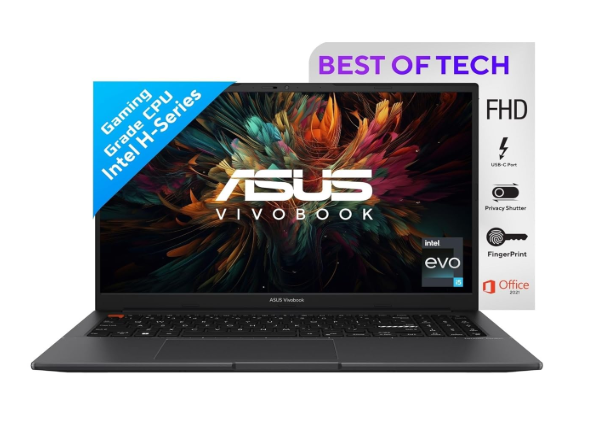 BEST OF TECH
Gaming
Grade CPU
Intel H-Series
FHD
USB-C Port
Privacy Shutter
FingerPrint
Office
2021
ASUS
VIVOBOOK
intel
evo
i5
ASUS Vivobook